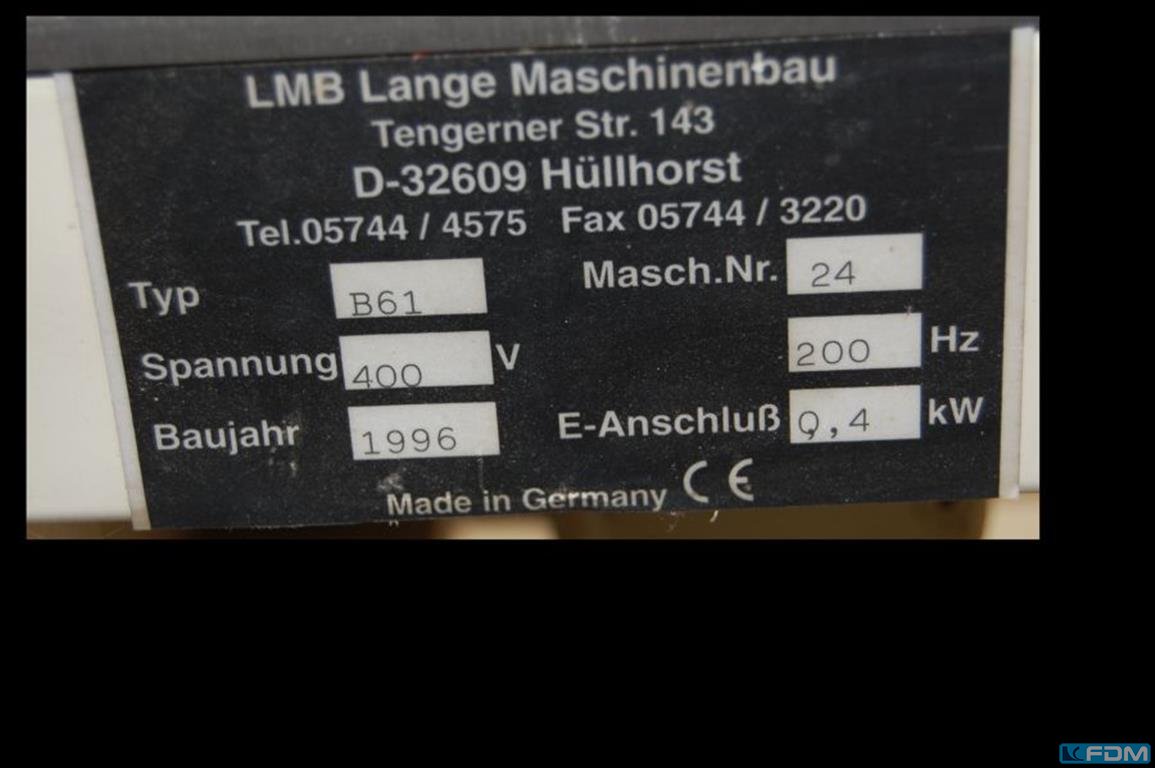 LMB Lange Maschinenbau
Tengerner Str. 143
D-32609 Hüllhorst
Tel.05744 / 4575 Fax 05744 / 3220
Typ B61 Masch.Nr. 24
Spannung 400 V 200 Hz
Baujahr 1996 E-Anschluß 0,4 kW
Made in Germany CE
FDM